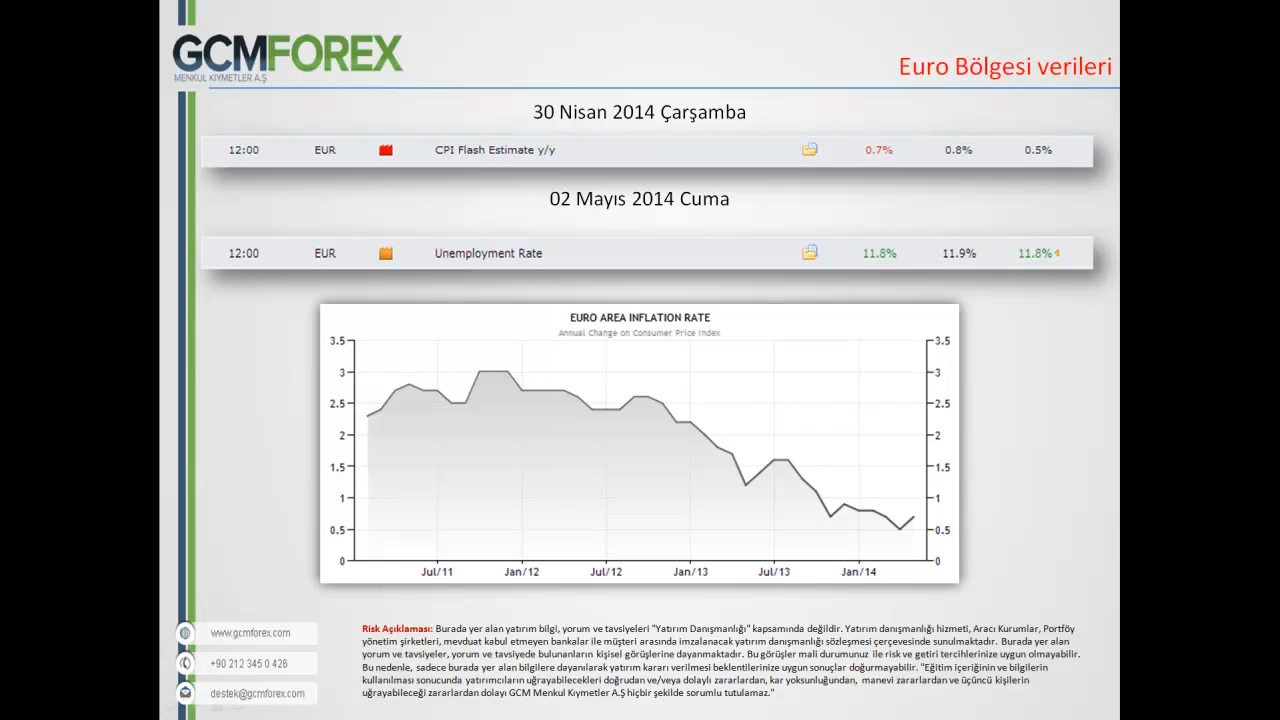 GCMFOREX
MENKUL KIYMETLER A.Ş
Euro Bölgesi verileri
30 Nisan 2014 Çarşamba
12:00 EUR CPI Flash Estimate y/y 0.7% 0.8% 0.5%
02 Mayıs 2014 Cuma
12:00 EUR Unemployment Rate 11.8% 11.9% 11.8%
EURO AREA INFLATION RATE
Annual Change on Consumer Price Index
3.5 3.5
3 3
2.5 2.5
2 2
1.5 1.5
1 1
0.5 0.5
0 0
Jul/11 Jan/12 Jul/12 Jan/13 Jul/13 Jan/14
www.gcmforex.com
+90 212 345 0 426
destek@gcmforex.com
Risk Açıklaması: Burada yer alan yatırım bilgi, yorum ve tavsiyeleri "Yatırım Danışmanlığı" kapsamında değildir. Yatırım danışmanlığı hizmeti, Aracı Kurumlar, Portföy
yönetim şirketleri, mevduat kabul etmeyen bankalar ile müşteri arasında imzalanacak yatırım danışmanlığı sözleşmesi çerçevesinde sunulmaktadır. Burada yer alan
yorum ve tavsiyeler, yorum ve tavsiyede bulunanların kişisel görüşlerine dayanmaktadır. Bu görüşler mali durumunuz ile risk ve getiri tercihlerinize uygun olmayabilir.
Bu nedenle, sadece burada yer alan bilgilere dayanılarak yatırım kararı verilmesi beklentilerinize uygun sonuçlar doğurmayabilir. "Eğitim içeriğinin ve bilgilerin
kullanılması sonucunda yatırımcıların uğrayabilecekleri doğrudan ve/veya dolaylı zararlardan, kar yoksunluğundan, manevi zararlardan ve üçüncü kişilerin
uğrayabileceği zararlardan dolayı GCM Menkul Kıymetler A.Ş hiçbir şekilde sorumlu tutulamaz."